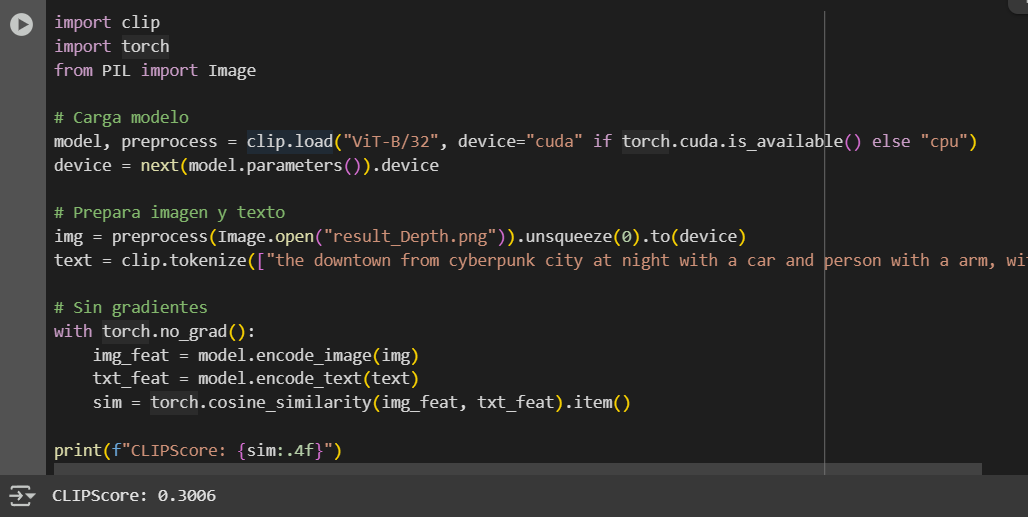 import clip
import torch
from PIL import Image
# Carga modelo
model, preprocess = clip.load("ViT-B/32", device="cuda" if torch.cuda.is_available() else "cpu")
device = next(model.parameters()).device
# Prepara imagen y texto
img = preprocess(Image.open("result_Depth.png")).unsqueeze(0).to(device)
text = clip.tokenize(["the downtown from cyberpunk city at night with a car and person with a arm, wi
# Sin gradientes
with torch.no_grad():
    img_feat = model.encode_image(img)
    txt_feat = model.encode_text(text)
    sim = torch.cosine_similarity(img_feat, txt_feat).item()
print(f"CLIPScore: {sim:.4f}")
CLIPScore: 0.3006